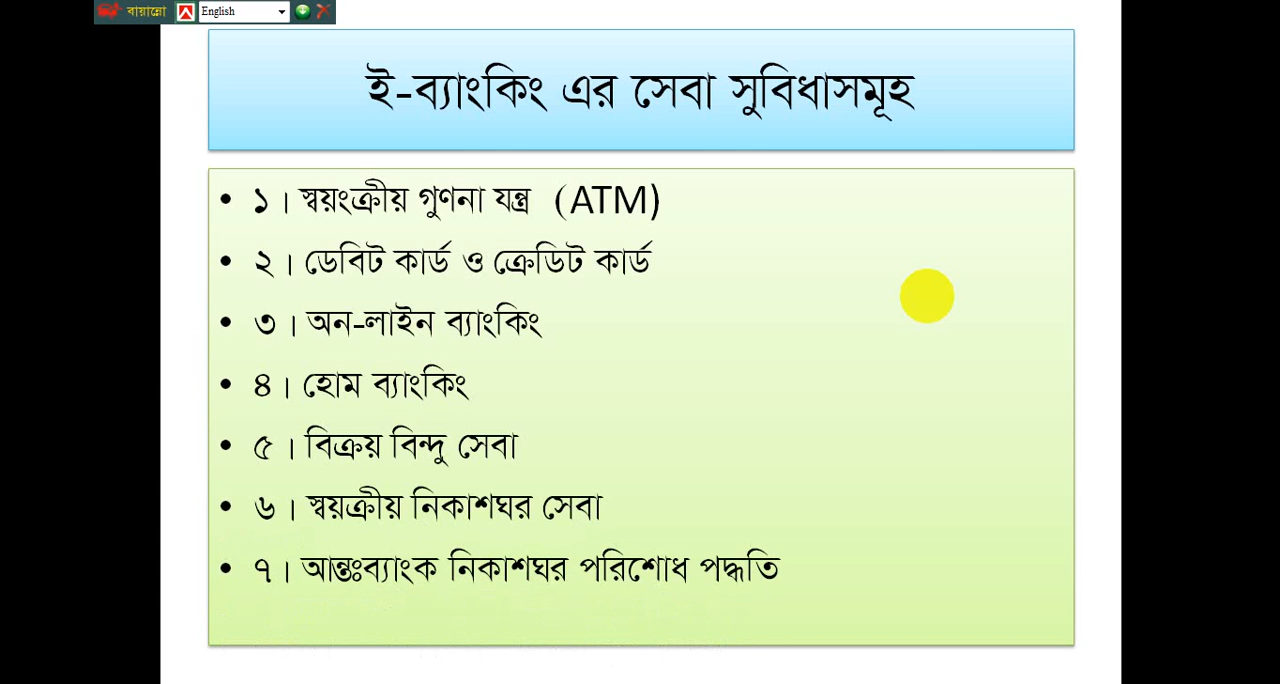 বায়ান্নো English
ই-ব্যাংকিং এর সেবা সুবিধাসমূহ
• ১। স্বয়ংক্রীয় গুণনা যন্ত্র (ATM)
• ২। ডেবিট কার্ড ও ক্রেডিট কার্ড
• ৩। অন-লাইন ব্যাংকিং
• ৪। হোম ব্যাংকিং
• ৫। বিক্রয় বিন্দু সেবা
• ৬। স্বয়ক্রীয় নিকাশঘর সেবা
• ৭। আন্তঃব্যাংক নিকাশঘর পরিশোধ পদ্ধতি